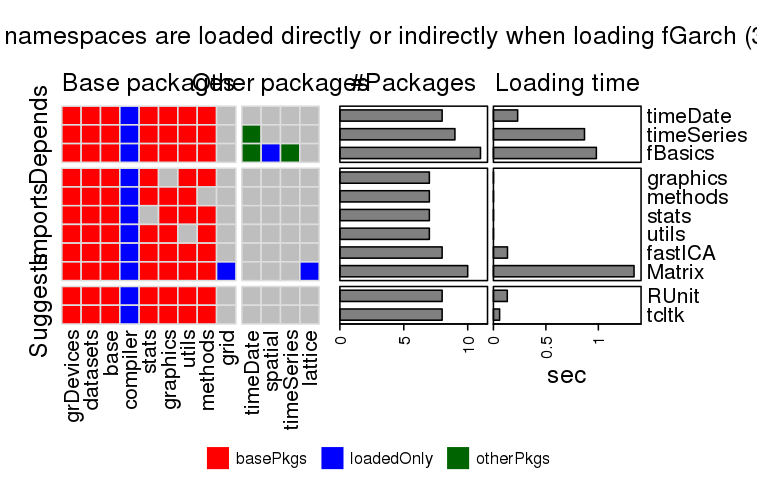 namespaces are loaded directly or indirectly when loading fGarch (3
Base packages
Other packages
#Packages
Loading time
Depends
Imports
Suggests
timeDate
timeSeries
fBasics
graphics
methods
stats
utils
fastICA
Matrix
RUnit
tcltk
grDevices
datasets
base
compiler
stats
graphics
utils
methods
grid
timeDate
spatial
timeSeries
lattice
0
5
10
0
0.5
1
sec
basePkgs
loadedOnly
otherPkgs